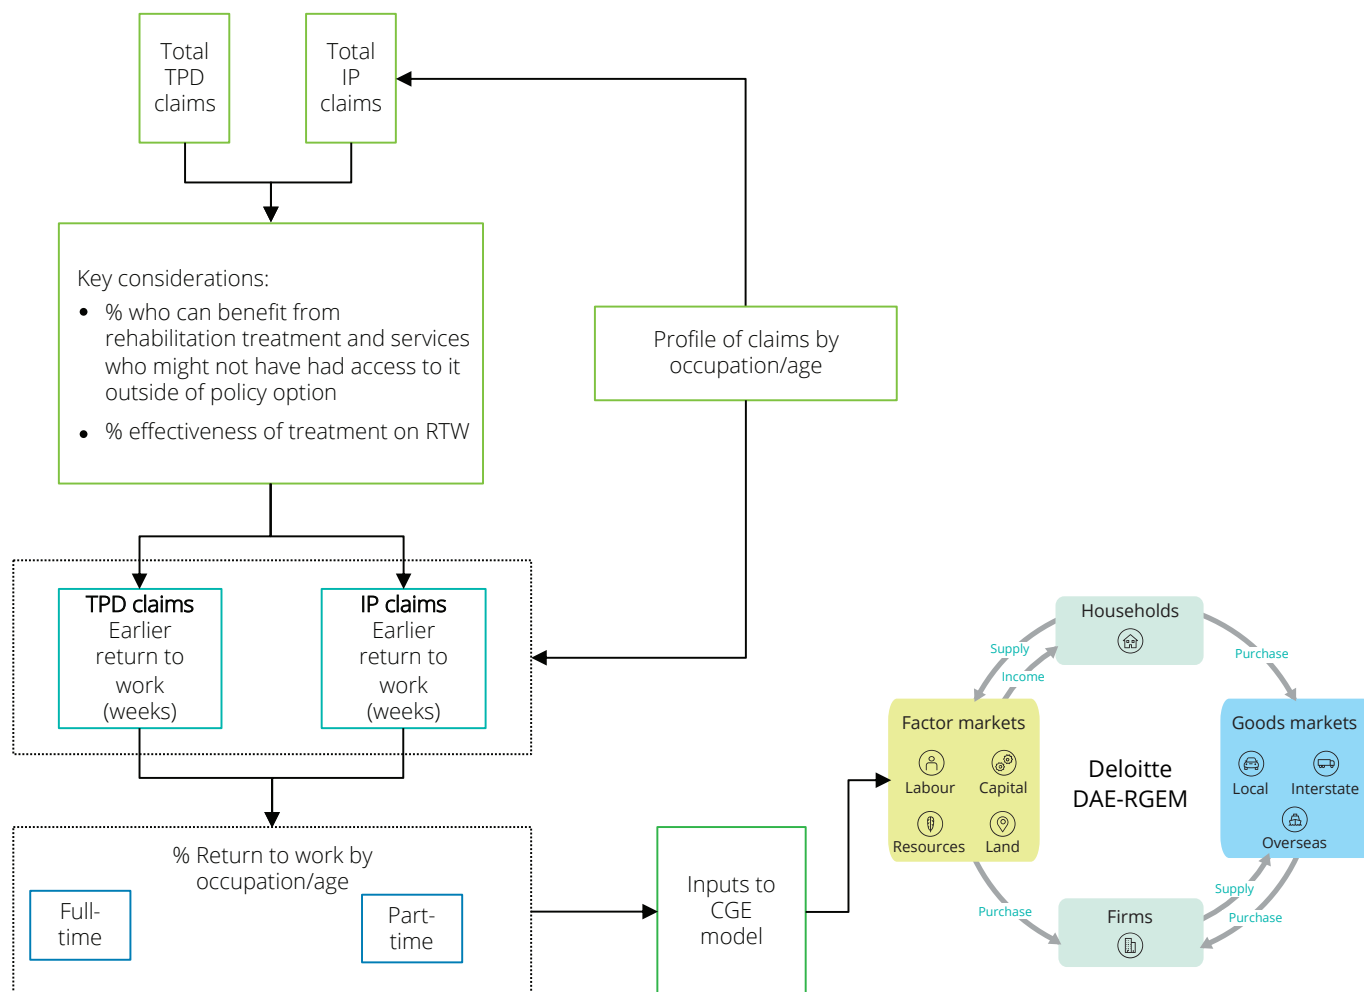 Total
TPD
claims
Total
IP
claims
Key considerations:
• % who can benefit from
rehabilitation treatment and services
who might not have had access to it
outside of policy option
• % effectiveness of treatment on RTW
Profile of claims by
occupation/age
TPD claims
Earlier
return to
work
(weeks)
IP claims
Earlier
return to
work
(weeks)
% Return to work by
occupation/age
Full-
time
Part-
time
Inputs to
CGE
model
Households
Supply
Income
Purchase
Factor markets
Labour
Capital
Resources
Land
Deloitte
DAE-RGEM
Goods markets
Local
Interstate
Overseas
Purchase
Supply
Purchase
Firms